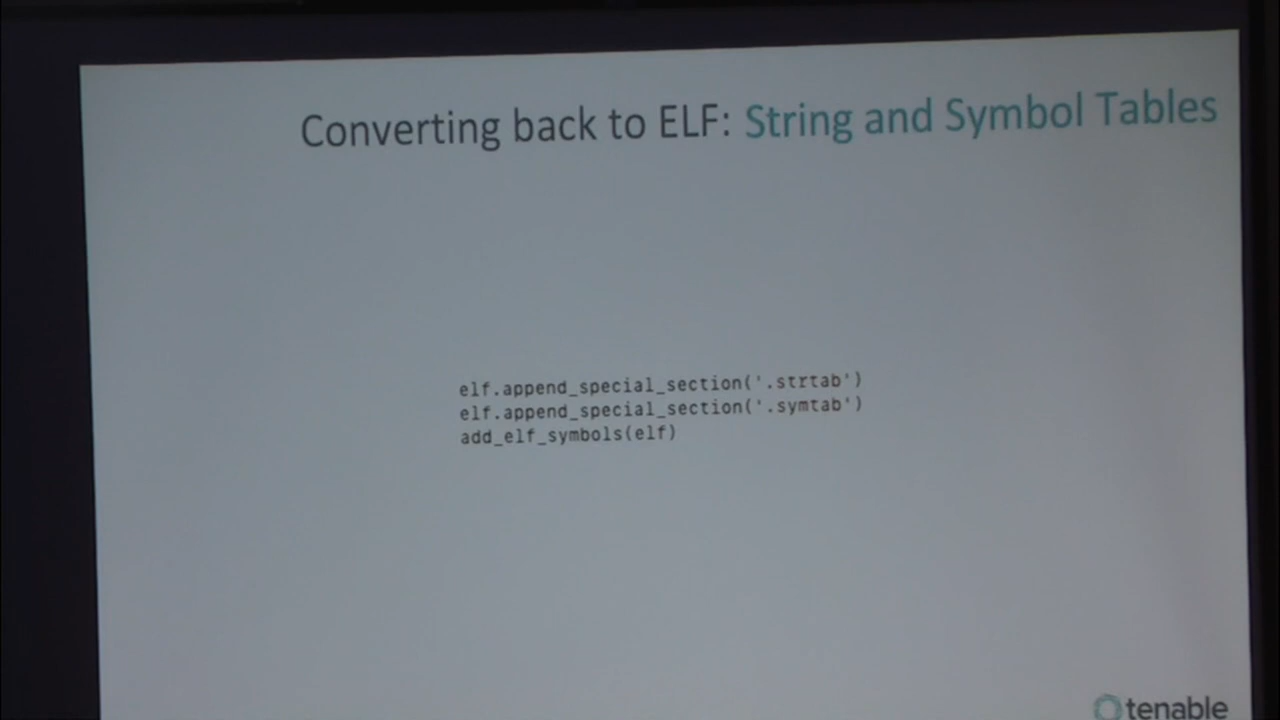 Converting back to ELF: String and Symbol Tables
elf.append_special_section('.strtab')
elf.append_special_section('.symtab')
add_elf_symbols(elf)
tenable